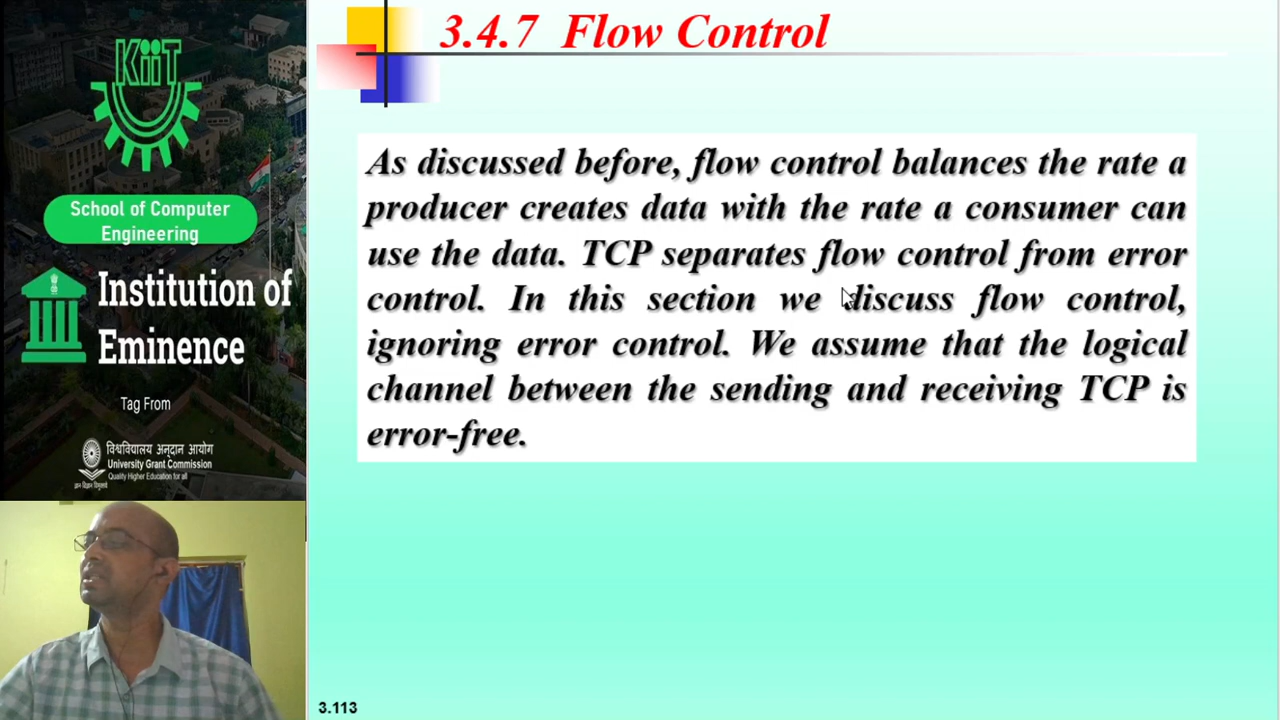 KiiT
School of Computer
Engineering
Institution of
Eminence
Tag From
विश्वविद्यालय अनुदान आयोग
University Grant Commission
Quality Higher Education for all
3.4.7 Flow Control
As discussed before, flow control balances the rate a
producer creates data with the rate a consumer can
use the data. TCP separates flow control from error
control. In this section we discuss flow control,
ignoring error control. We assume that the logical
channel between the sending and receiving TCP is
error-free.
3.113